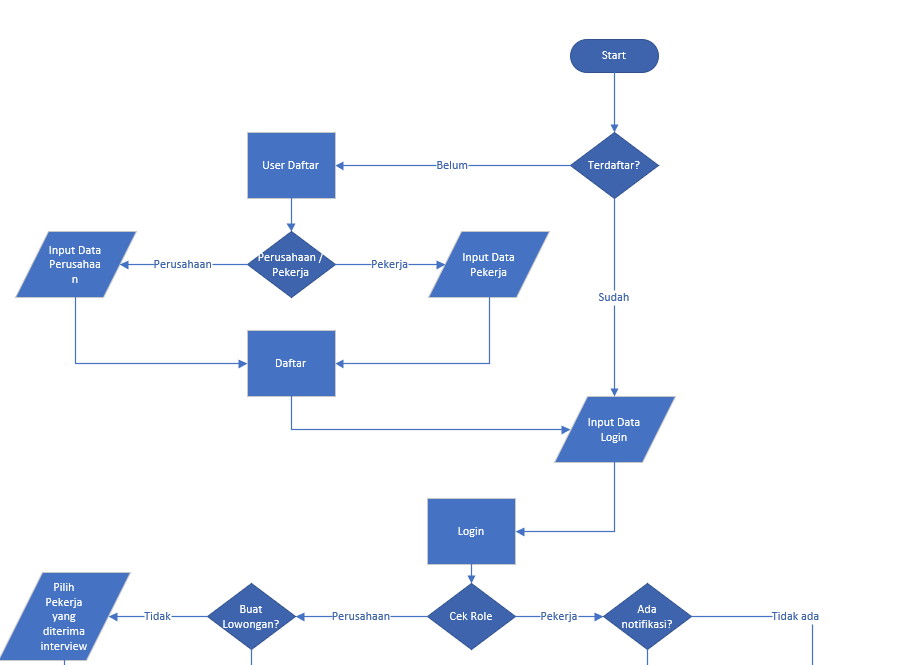 Start
Terdaftar?
Belum
User Daftar
Perusahaan /
Pekerja
Perusahaan
Input Data
Perusahaa
n
Pekerja
Input Data
Pekerja
Sudah
Daftar
Input Data
Login
Login
Cek Role
Perusahaan
Buat
Lowongan?
Tidak
Pilih
Pekerja
yang
diterima
interview
Pekerja
Ada
notifikasi?
Tidak ada